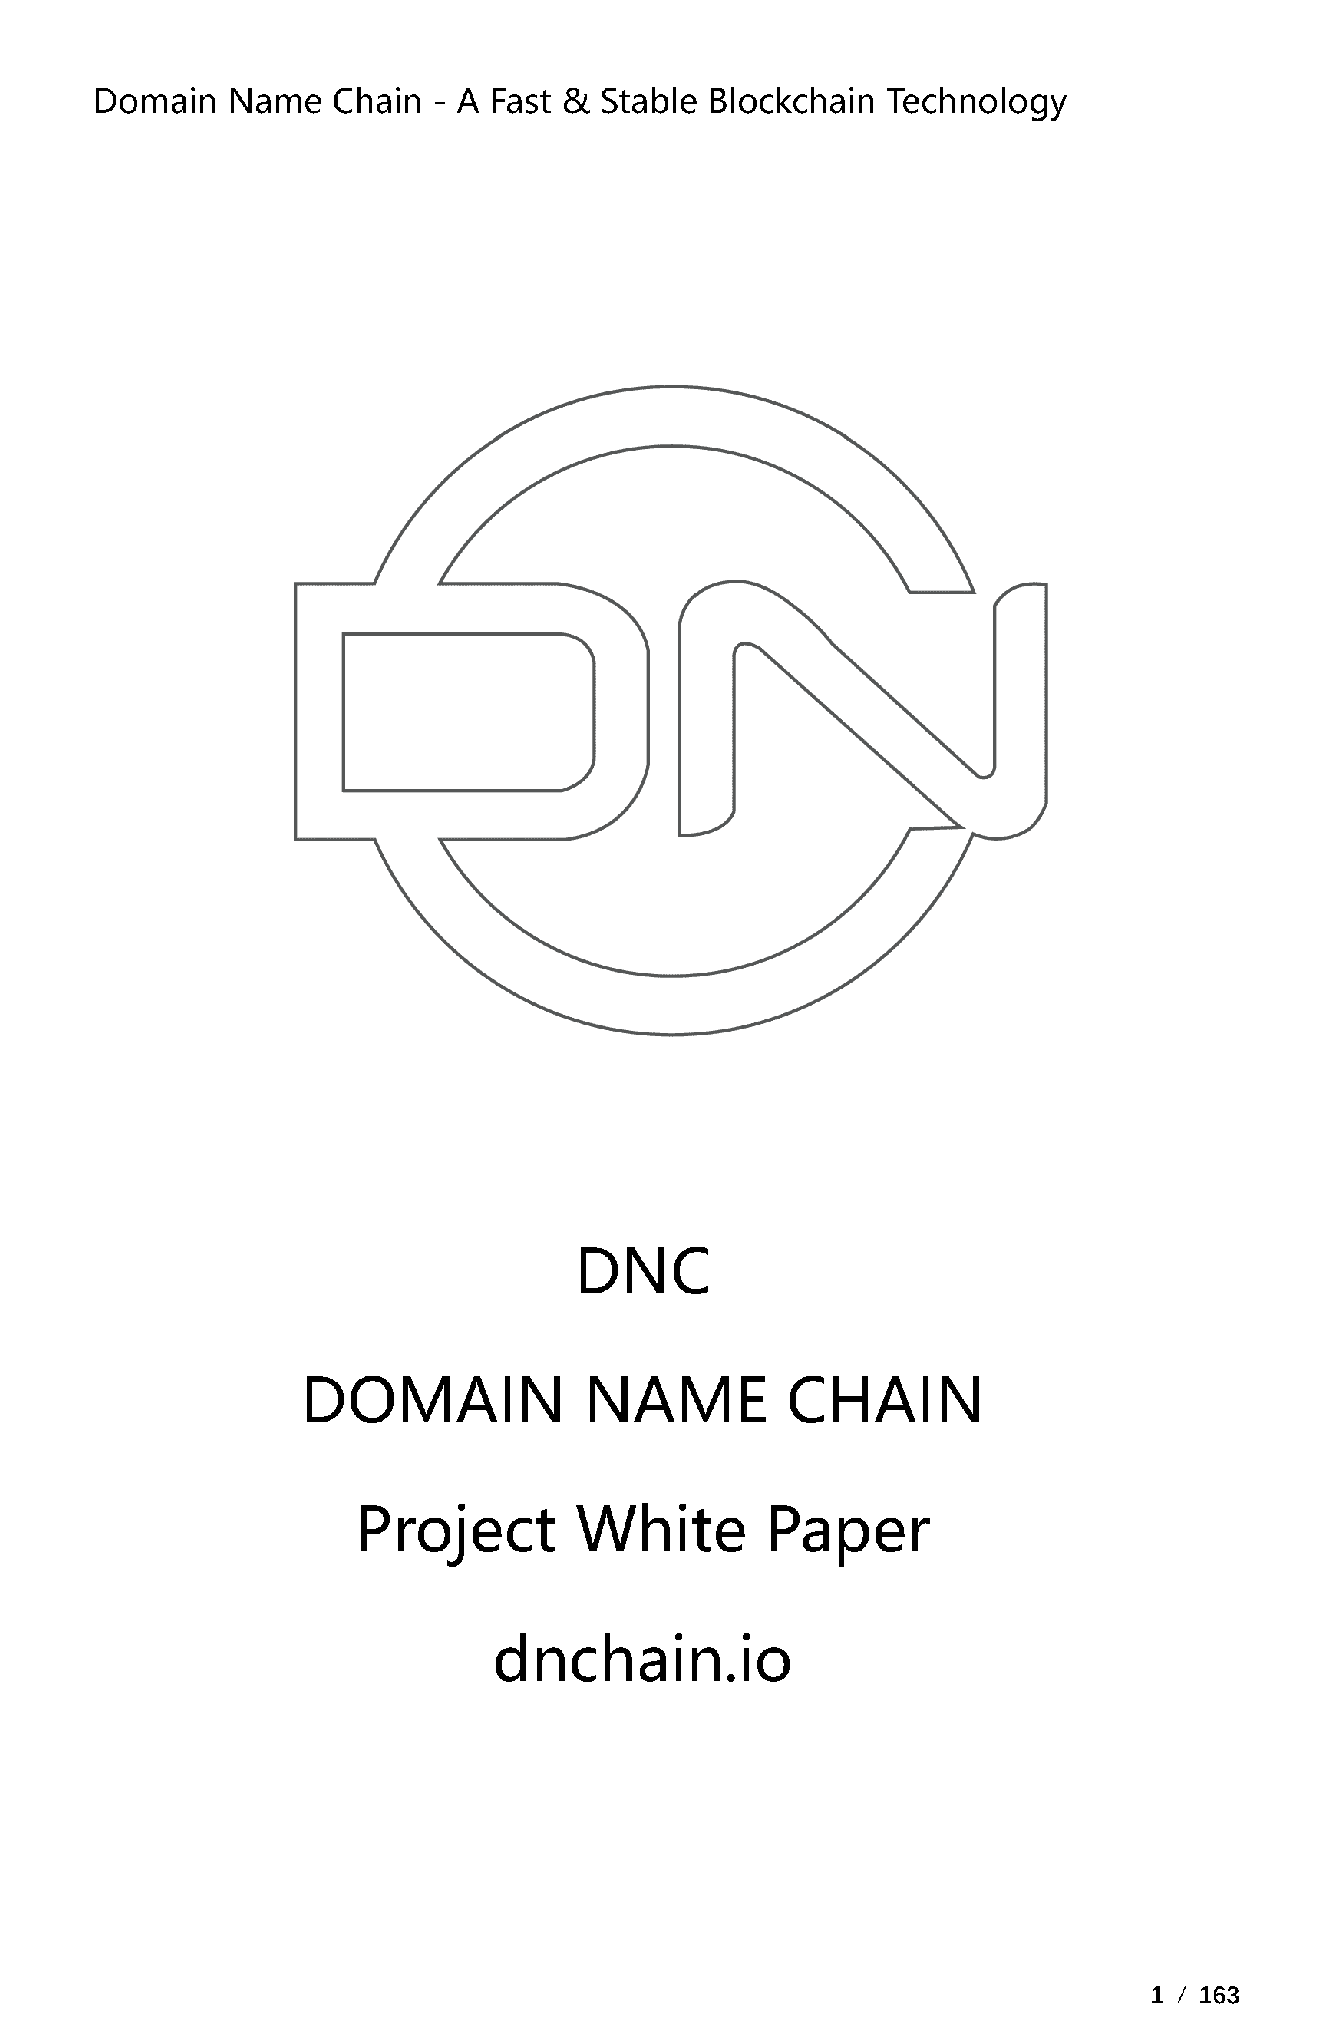 Domain Name Chain - A Fast & Stable Blockchain Technology
DN
DNC
DOMAIN NAME CHAIN
Project White Paper
dnchain.io
1 / 163